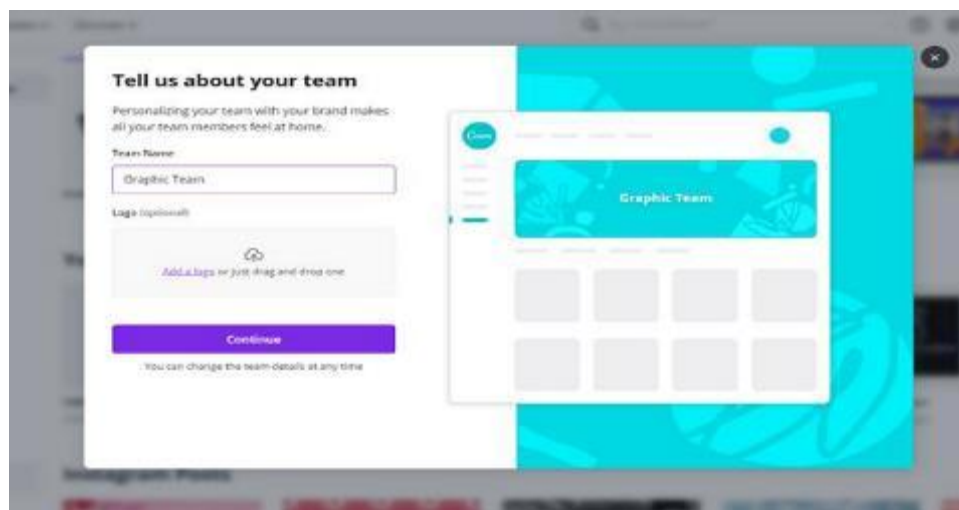 Tell us about your team
Personalizing your team with your brand makes
all your team members feel at home.
Team Name
Graphic Team
Logo (optional)
Add a logo or just drag and drop one
Continue
You can change the team details at any time
Canva
Graphic Team
Instagram Posts